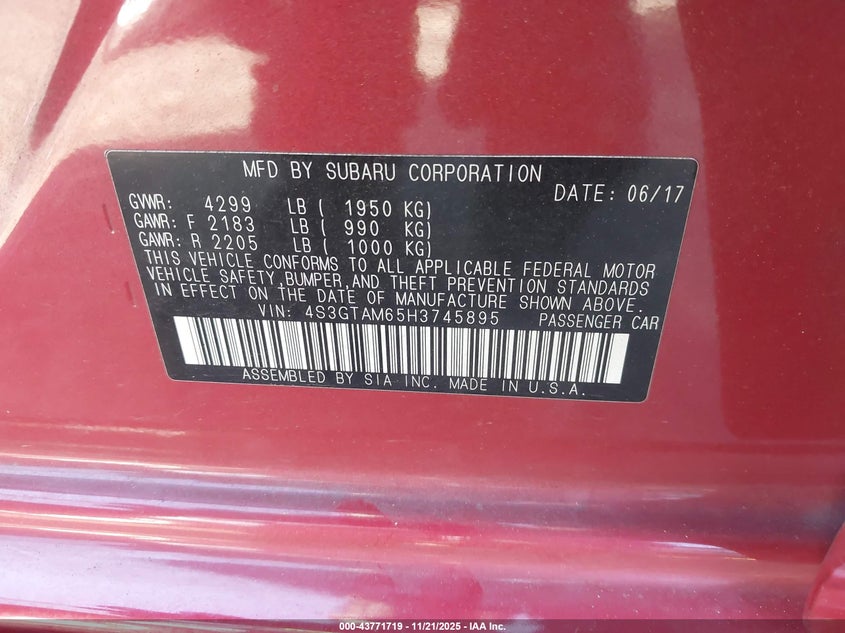 MFD BY SUBARU CORPORATION
DATE: 06/17
GVWR: 4299 LB ( 1950 KG)
GAWR: F 2183 LB ( 990 KG)
GAWR: R 2205 LB ( 1000 KG)
THIS VEHICLE CONFORMS TO ALL APPLICABLE FEDERAL MOTOR
VEHICLE SAFETY,BUMPER,AND THEFT PREVENTION STANDARDS
IN EFFECT ON THE DATE OF MANUFACTURE SHOWN ABOVE.
VIN: 4S3GTAM65H3745895 PASSENGER CAR
ASSEMBLED BY SIA INC. MADE IN U.S.A.
000-43771719 - 11/21/2025 - IAA Inc.